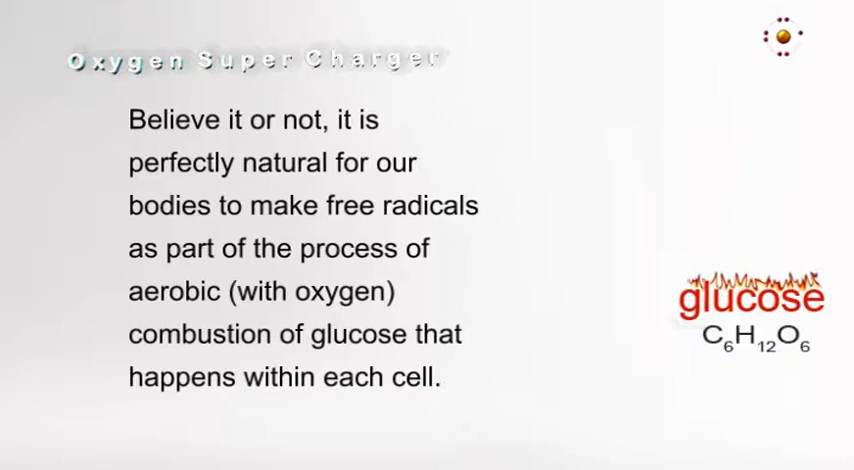 Oxygen Super Charger
Believe it or not, it is
perfectly natural for our
bodies to make free radicals
as part of the process of
aerobic (with oxygen)
combustion of glucose that
happens within each cell.
glucose
C₆H₁₂O₆